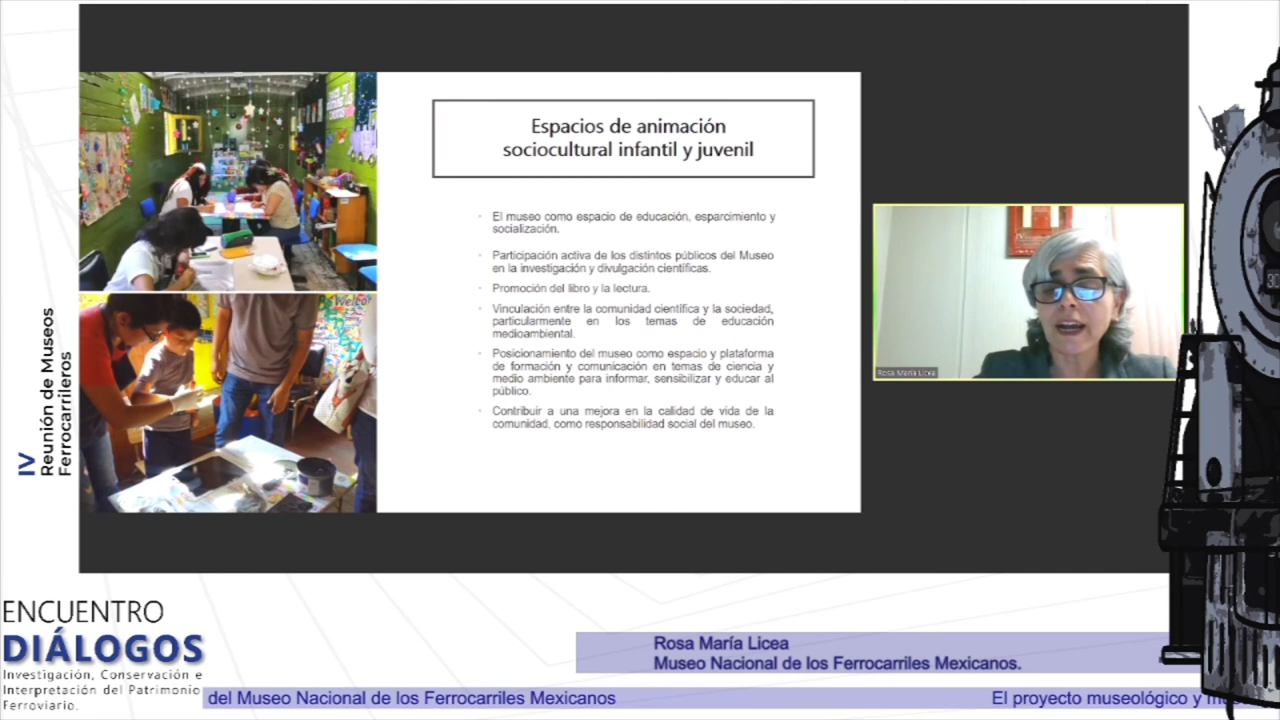 Espacios de animación
sociocultural infantil y juvenil
El museo como espacio de educación, esparcimiento y
socialización.
Participación activa de los distintos públicos del Museo
en la investigación y divulgación científicas.
Promoción del libro y la lectura.
Vinculación entre la comunidad científica y la sociedad,
particularmente en los temas de educación
medioambiental.
Posicionamiento del museo como espacio y plataforma
de formación y comunicación en temas de ciencia y
medio ambiente para informar, sensibilizar y educar al
público.
Contribuir a una mejora en la calidad de vida de la
comunidad, como responsabilidad social del museo.
Rosa María Licea
IV
Reunión de Museos
Ferrocarrileros
ENCUENTRO
DIÁLOGOS
Investigación, Conservación e
Interpretación del Patrimonio
Ferroviario.
Rosa María Licea
Museo Nacional de los Ferrocarriles Mexicanos.
del Museo Nacional de los Ferrocarriles Mexicanos
El proyecto museológico y